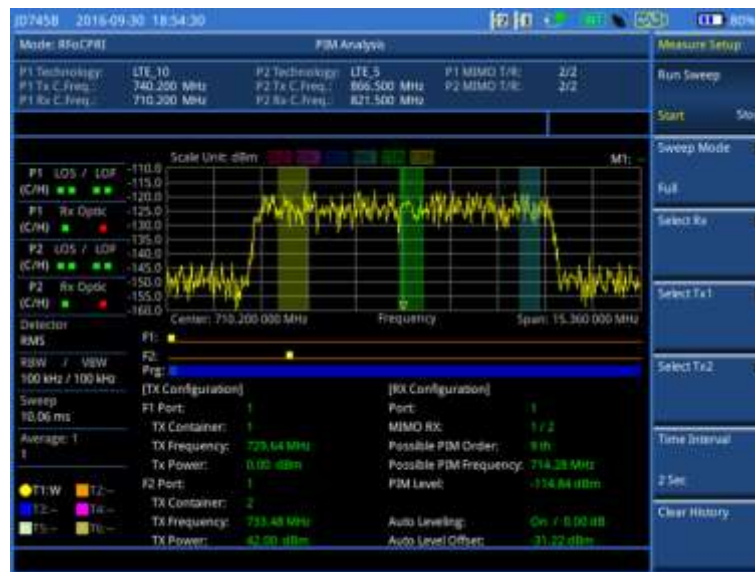 JD745B 2016-09-30 18:54:30
80%
Mode: RFoCPRI
PIM Analysis
Measure Setup
P1 Technology: LTE_10 P2 Technology: LTE_5 P1 MIMO T/R: 2/2
P1 Tx C.Freq.: 740.200 MHz P2 Tx C.Freq.: 866.500 MHz P2 MIMO T/R: 2/2
P1 Rx C.Freq.: 710.200 MHz P2 Rx C.Freq.: 821.500 MHz
Run Sweep
Start
Sweep Mode
Full
Select Rx
Select Tx1
Select Tx2
Time Interval
2 Sec
Clear History
Scale Unit: dBm
M1: --
P1 LOS / LOF
(C/H)
P1 Rx Optic
(C/H)
P2 LOS / LOF
(C/H)
P2 Rx Optic
(C/H)
Detector
RMS
RBW / VBW
100 kHz / 100 kHz
Sweep
10.06 ms
Average: 1
1
T1:W T2:--
T3:-- T4:--
T5:-- T6:--
-110.0
-115.0
-120.0
-125.0
-130.0
-135.0
-140.0
-145.0
-150.0
-155.0
-160.0
Center: 710.200 000 MHz Frequency Span: 15.360 000 MHz
F1:
F2:
Prg:
[TX Configuration] [RX Configuration]
F1 Port: 1 Port: 1
TX Container: 1 MIMO RX: 1 / 2
TX Frequency: 729.64 MHz Possible PIM Order: 9 th
Tx Power: 0.00 dBm Possible PIM Frequency: 714.28 MHz
F2 Port: 1 PIM Level: -114.84 dBm
TX Container: 2
TX Frequency: 733.48 MHz Auto Leveling: On / 0.00 dB
TX Power: 42.00 dBm Auto Level Offset: -31.22 dBm